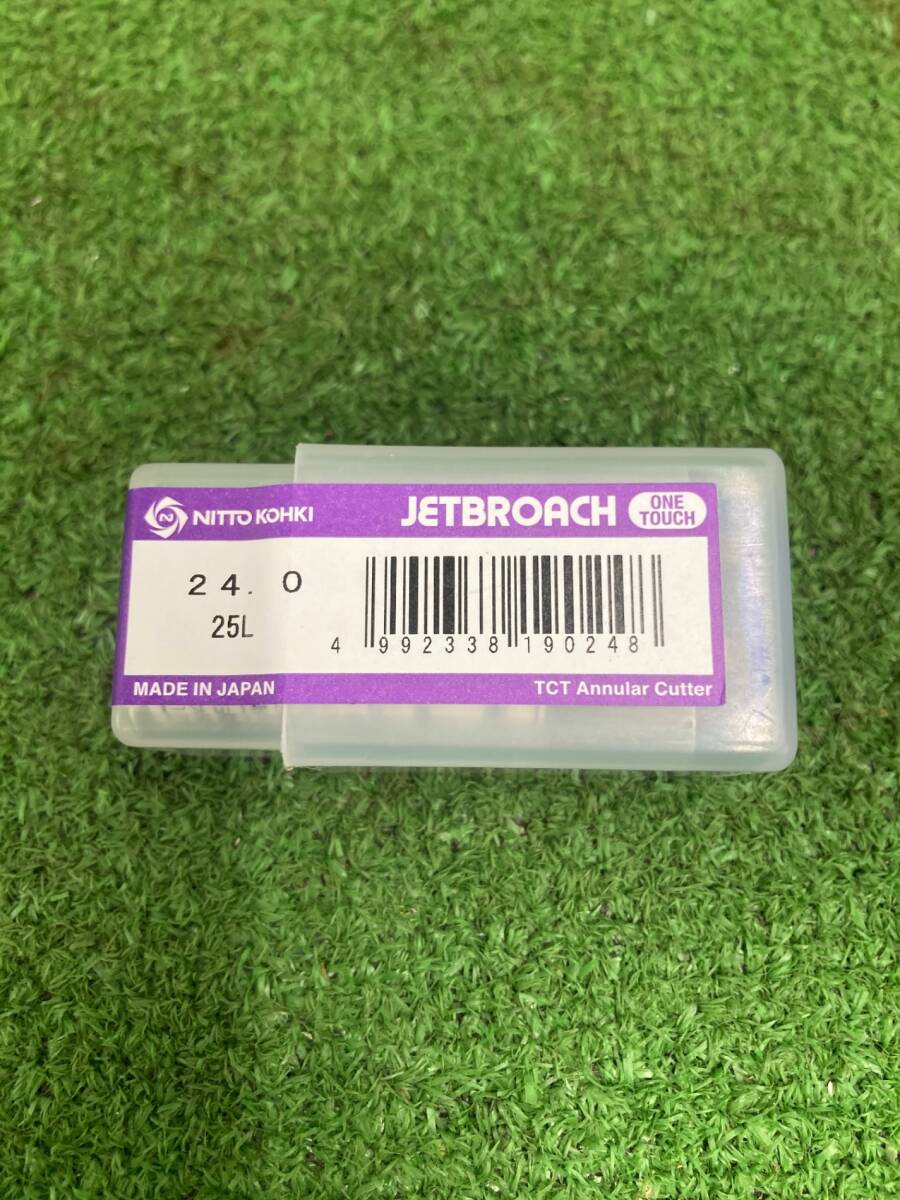 NITTO KOHKI JETBROACH ONE TOUCH
24.0
25L
4 992338 190248
MADE IN JAPAN TCT Annular Cutter